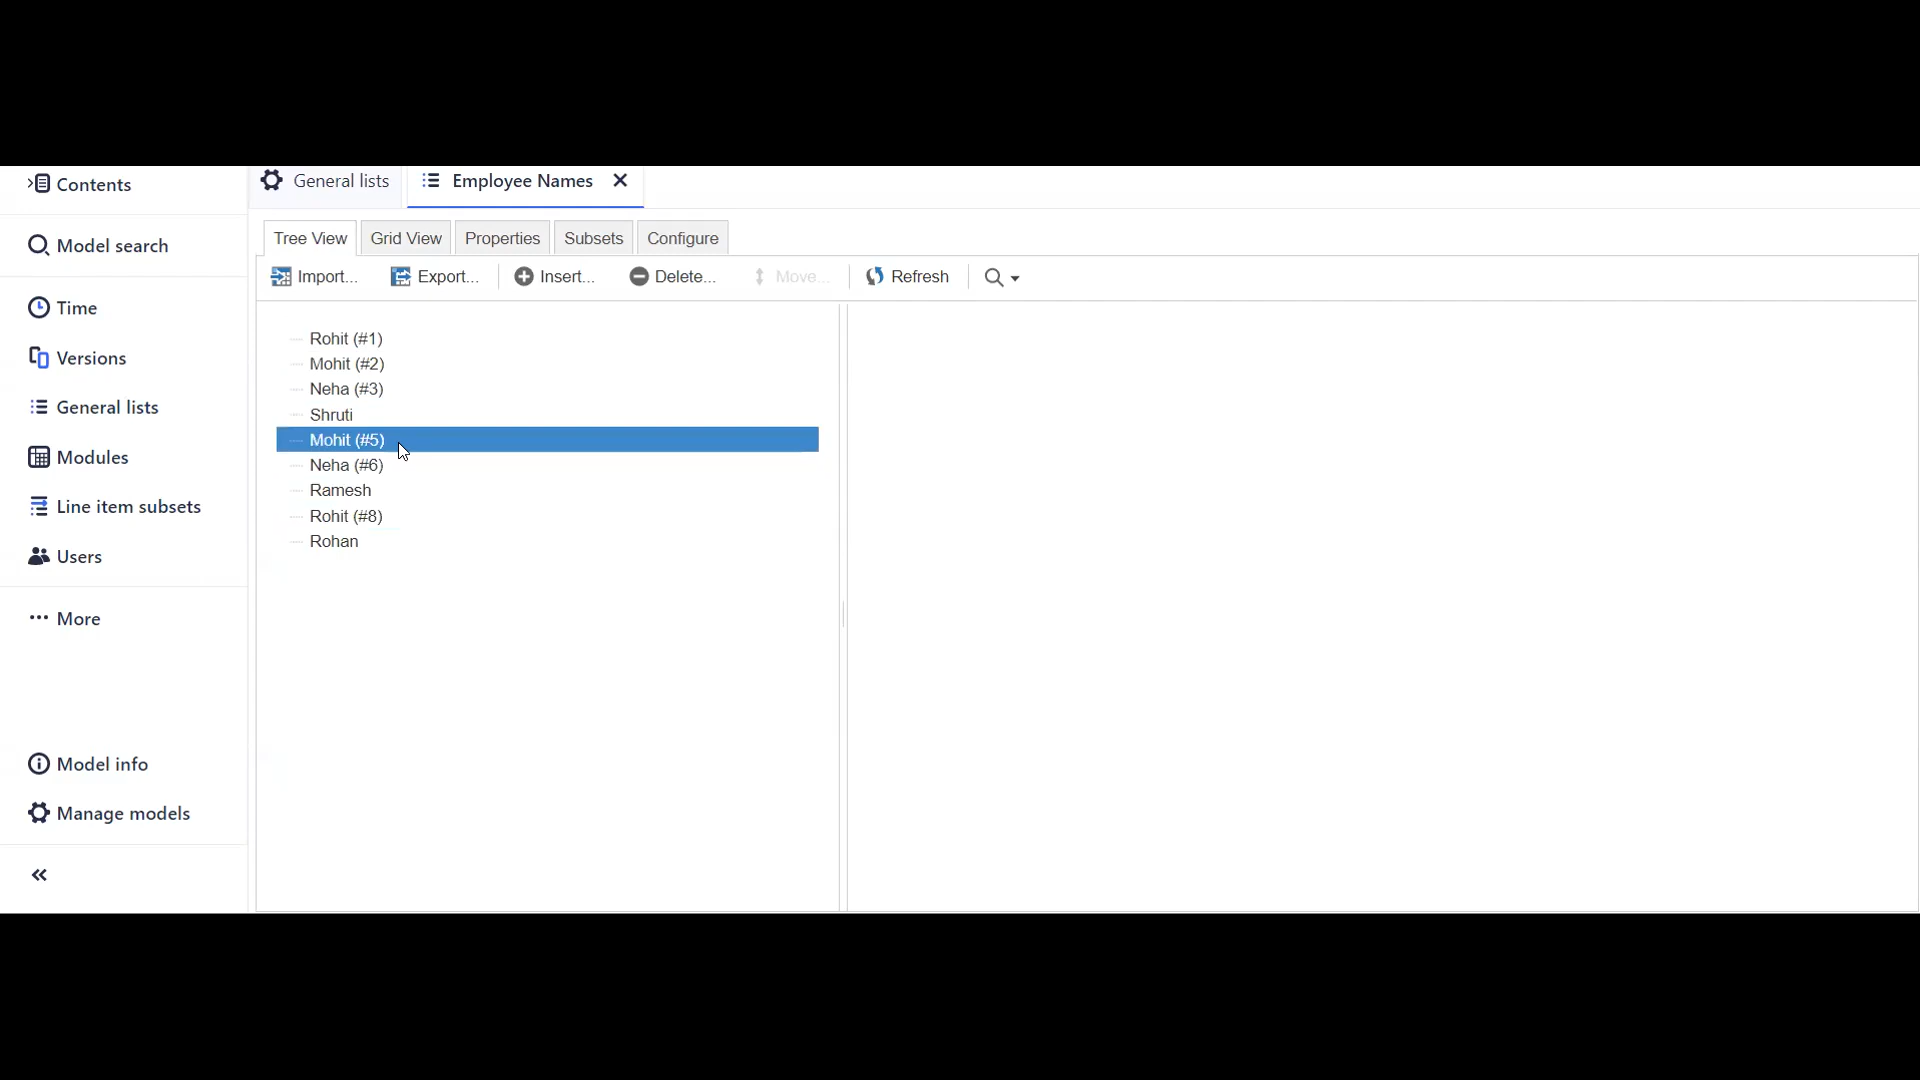 Contents
Model search
Time
Versions
General lists
Modules
Line item subsets
Users
More
Model info
Manage models
General lists
Employee Names
Tree View
Grid View
Properties
Subsets
Configure
Import...
Export...
Insert...
Delete...
Move...
Refresh
Rohit (#1)
Mohit (#2)
Neha (#3)
Shruti
Mohit (#5)
Neha (#6)
Ramesh
Rohit (#8)
Rohan